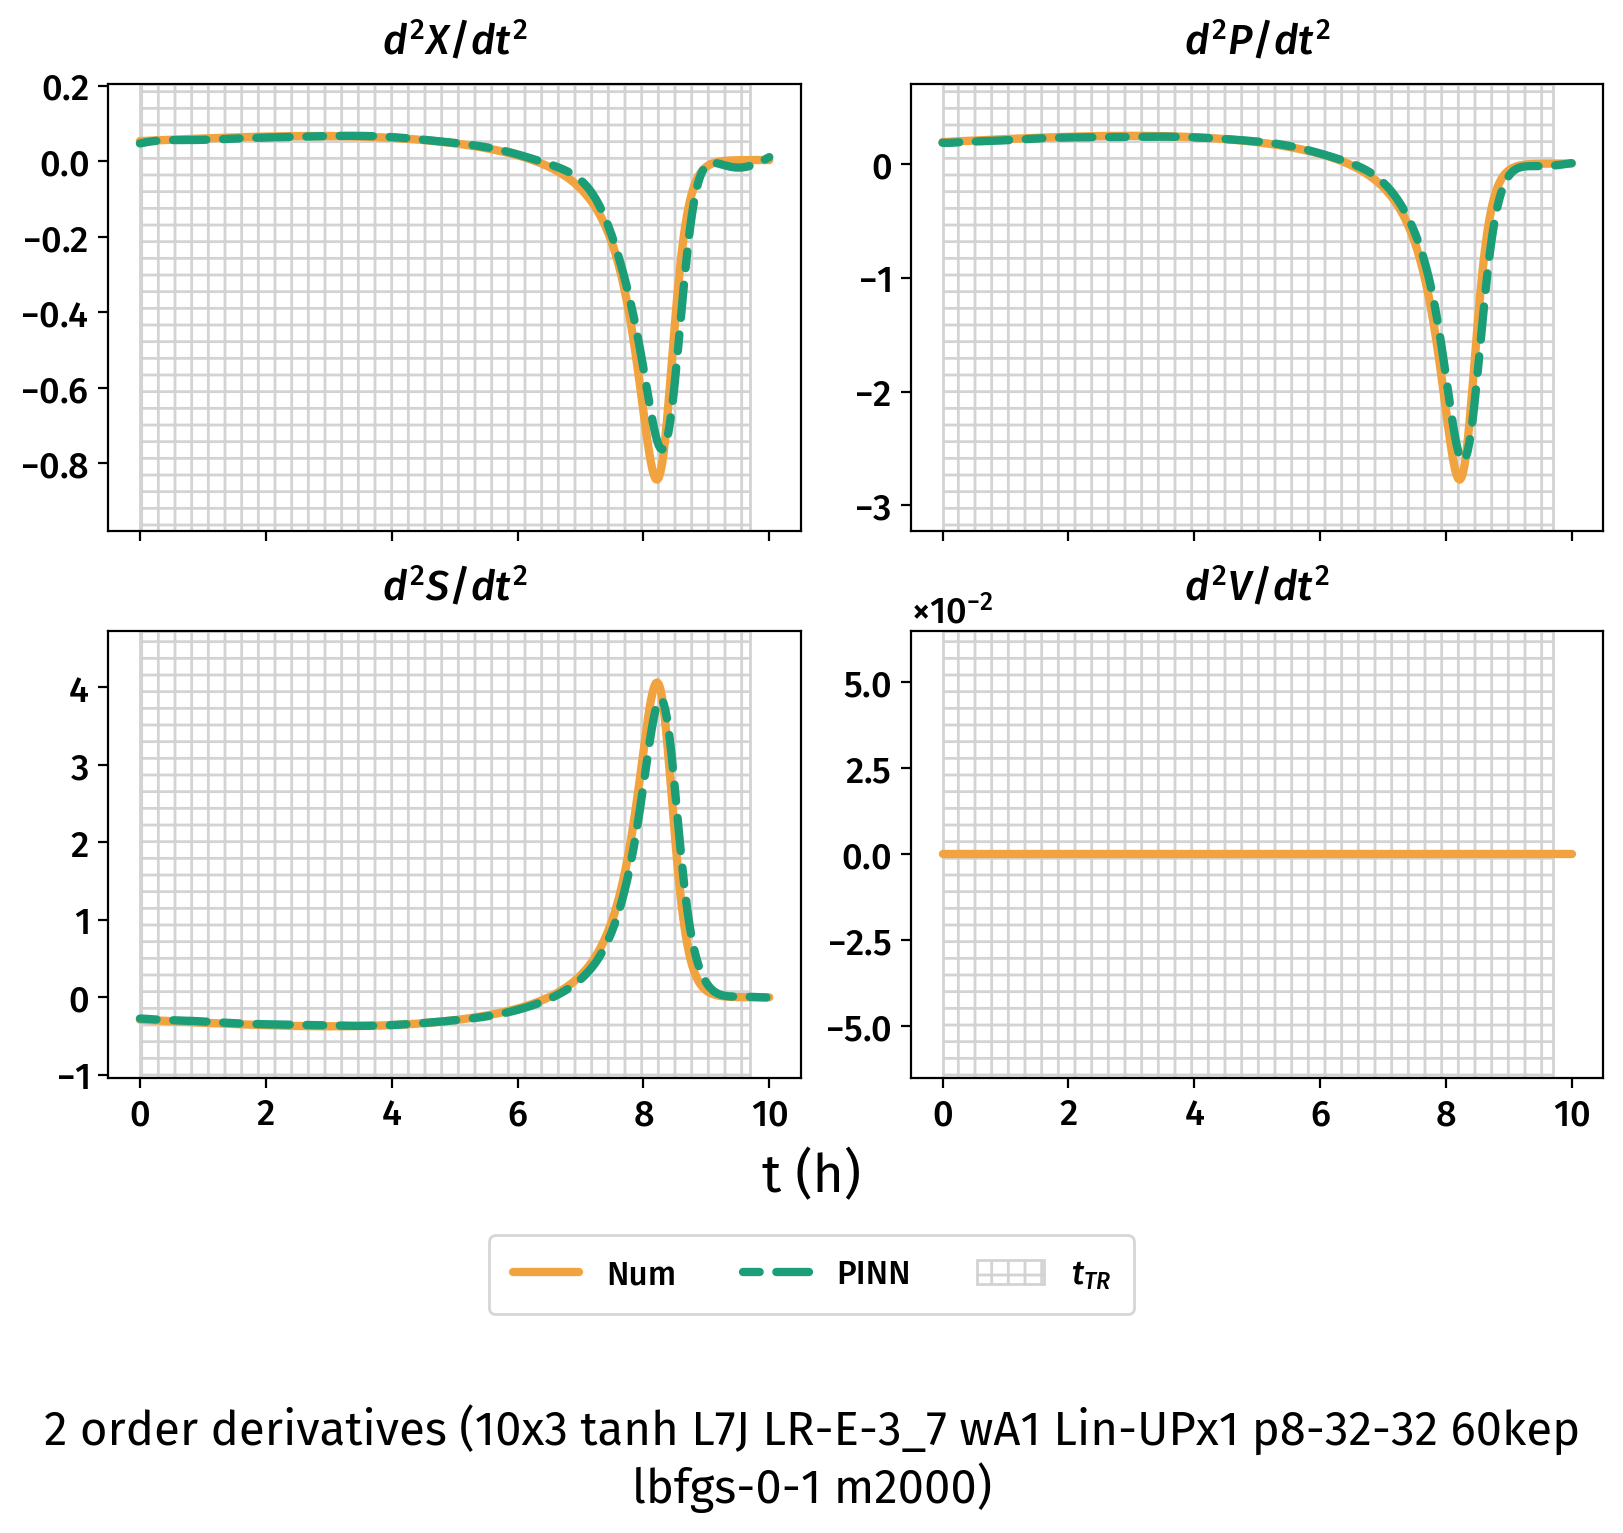 d²X/dt²
d²P/dt²
0.2
0.0
−0.2
−0.4
−0.6
−0.8
0
−1
−2
−3
d²S/dt²
d²V/dt²
×10⁻²
4
3
2
1
0
−1
5.0
2.5
0.0
−2.5
−5.0
0 2 4 6 8 10
0 2 4 6 8 10
t (h)
Num PINN t_TR
2 order derivatives (10x3 tanh L7J LR-E-3_7 wA1 Lin-UPx1 p8-32-32 60kep
lbfgs-0-1 m2000)